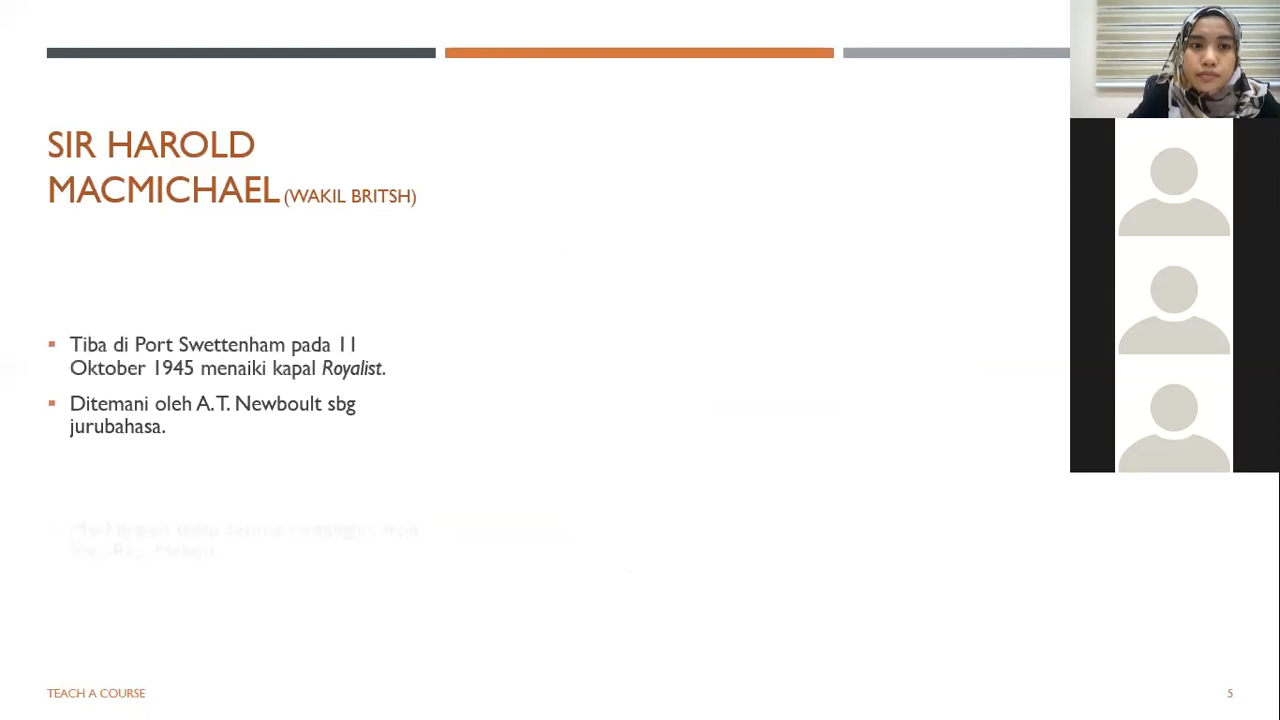 SIR HAROLD
MACMICHAEL (WAKIL BRITSH)
Tiba di Port Swettenham pada 11
Oktober 1945 menaiki kapal Royalist.
Ditemani oleh A.T. Newboult sbg
jurubahasa.
TEACH A COURSE
5